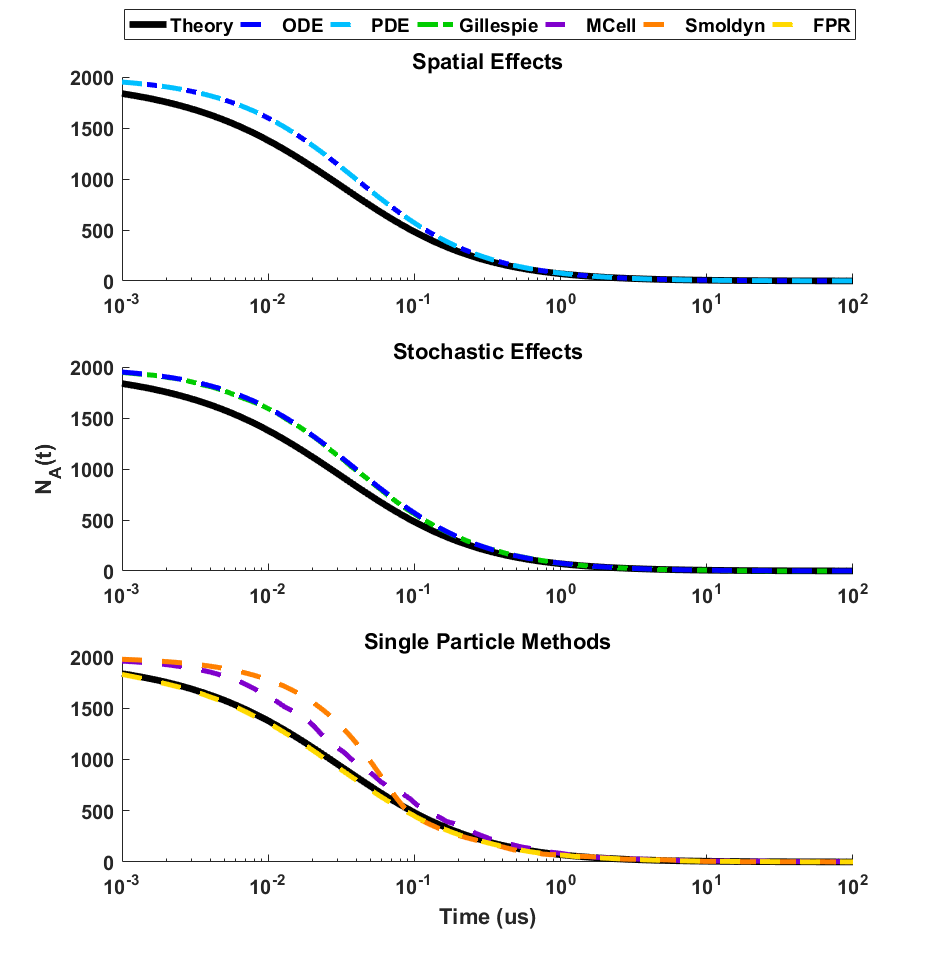 Theory ODE PDE Gillespie MCell Smoldyn FPR
Spatial Effects
2000
1500
1000
500
0
10^-3 10^-2 10^-1 10^0 10^1 10^2
Stochastic Effects
N_A(t)
2000
1500
1000
500
0
10^-3 10^-2 10^-1 10^0 10^1 10^2
Single Particle Methods
2000
1500
1000
500
0
10^-3 10^-2 10^-1 10^0 10^1 10^2
Time (us)